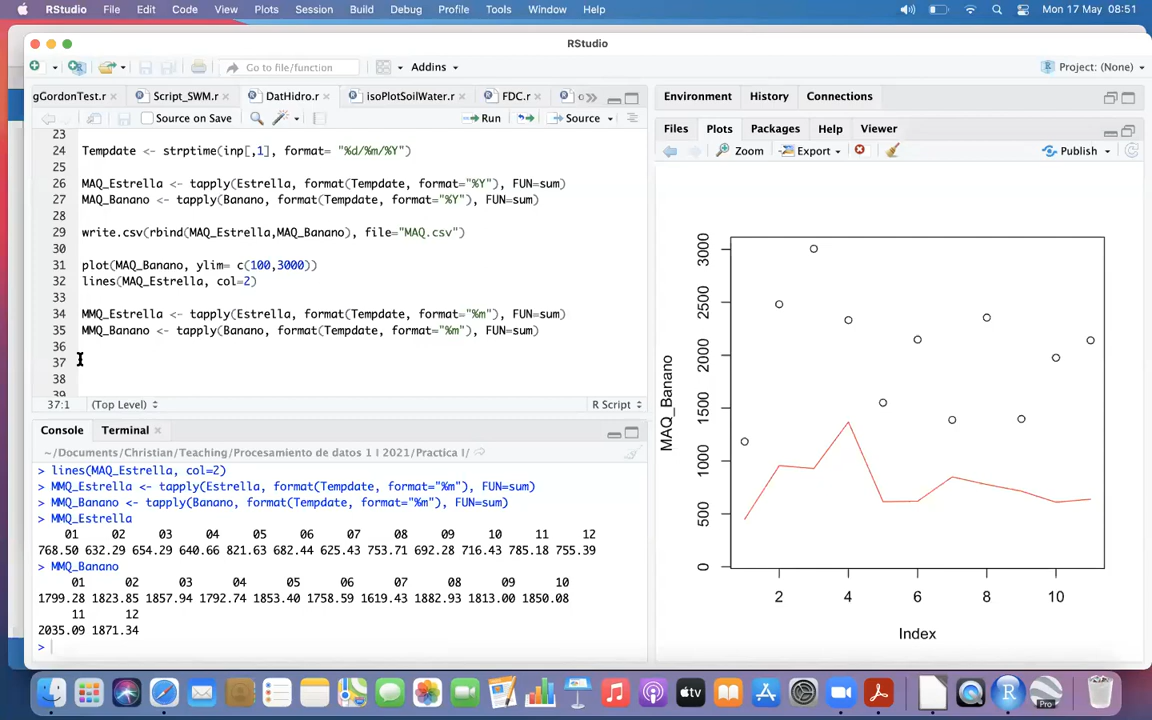 RStudio File Edit Code View Plots Session Build Debug Profile Tools Window Help Mon 17 May 08:51
RStudio
Go to file/function Addins Project: (None)
gGordonTest.r Script_SWM.r DatHidro.r isoPlotSoilWater.r FDC.r
Source on Save Run Source
23
24 Tempdate <- strptime(inp[,1], format= "%d/%m/%Y")
25
26 MAQ_Estrella <- tapply(Estrella, format(Tempdate, format="%Y"), FUN=sum)
27 MAQ_Banano <- tapply(Banano, format(Tempdate, format="%Y"), FUN=sum)
28
29 write.csv(rbind(MAQ_Estrella,MAQ_Banano), file="MAQ.csv")
30
31 plot(MAQ_Banano, ylim= c(100,3000))
32 lines(MAQ_Estrella, col=2)
33
34 MMQ_Estrella <- tapply(Estrella, format(Tempdate, format="%m"), FUN=sum)
35 MMQ_Banano <- tapply(Banano, format(Tempdate, format="%m"), FUN=sum)
36
37
38
39
37:1 (Top Level) R Script
Console Terminal
~/Documents/Christian/Teaching/Procesamiento de datos 1 I 2021/Practica I/
> lines(MAQ_Estrella, col=2)
> MMQ_Estrella <- tapply(Estrella, format(Tempdate, format="%m"), FUN=sum)
> MMQ_Banano <- tapply(Banano, format(Tempdate, format="%m"), FUN=sum)
> MMQ_Estrella
01 02 03 04 05 06 07 08 09 10 11 12
768.50 632.29 654.29 640.66 821.63 682.44 625.43 753.71 692.28 716.43 785.18 755.39
> MMQ_Banano
01 02 03 04 05 06 07 08 09 10
1799.28 1823.85 1857.94 1792.74 1853.40 1758.59 1619.43 1882.93 1813.00 1850.08
11 12
2035.09 1871.34
>
Environment History Connections
Files Plots Packages Help Viewer
Zoom Export Publish
MAQ_Banano
3000
2500
2000
1500
1000
500
0
2 4 6 8 10
Index
Pro